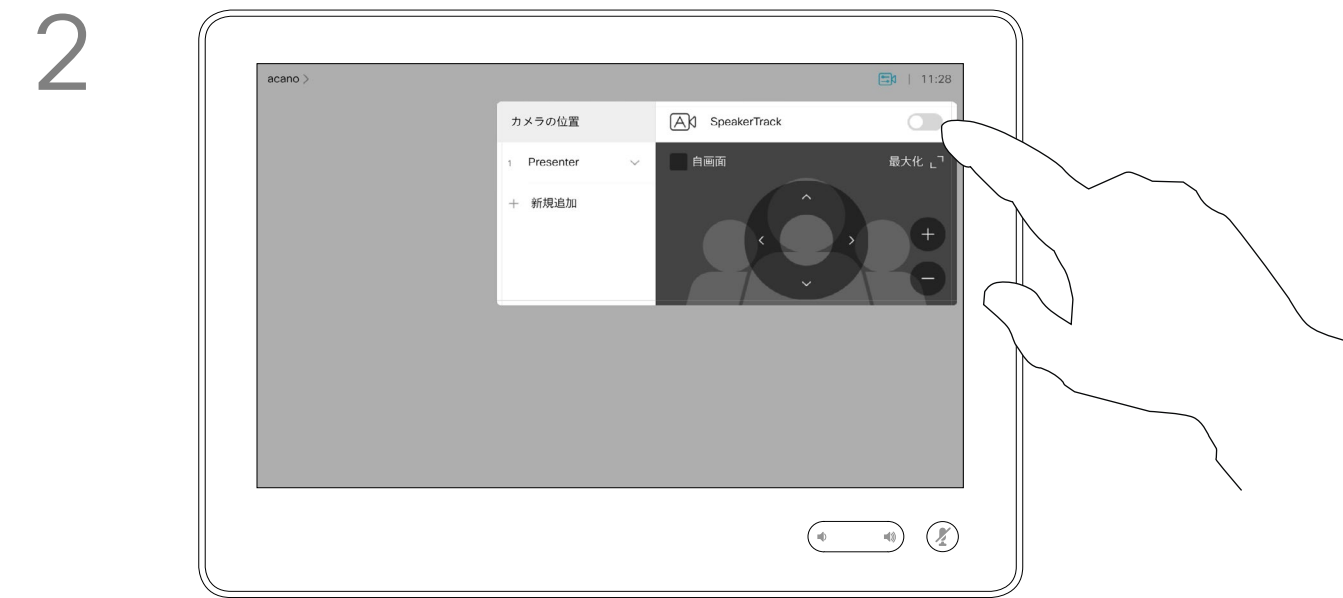 2
acano >
| 11:28
カメラの位置
SpeakerTrack
1 Presenter
自画面
最大化
+ 新規追加